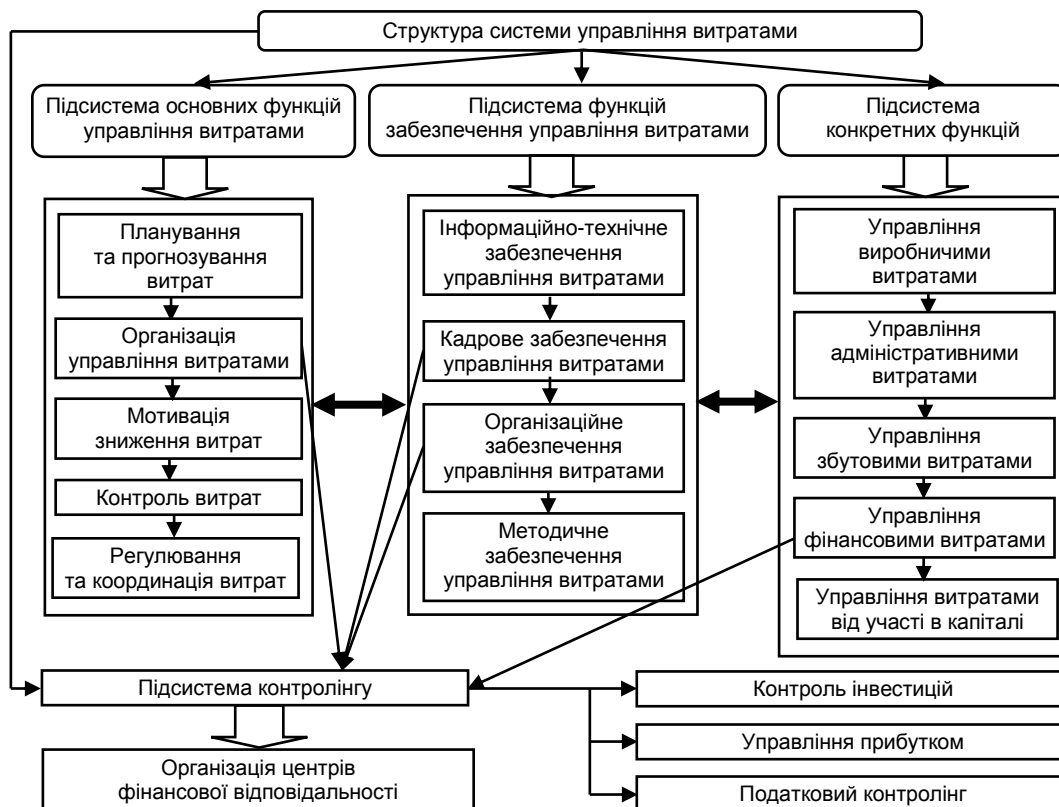 Структура системи управління витратами
Підсистема основних функцій
управління витратами
Підсистема функцій
забезпечення управління витратами
Підсистема
конкретних функцій
Планування
та прогнозування
витрат
Організація
управління витратами
Мотивація
зниження витрат
Контроль витрат
Регулювання
та координація витрат
Інформаційно-технічне
забезпечення
управління витратами
Кадрове забезпечення
управління витратами
Організаційне
забезпечення
управління витратами
Методичне
забезпечення
управління витратами
Управління
виробничими
витратами
Управління
адміністративними
витратами
Управління
збутовими витратами
Управління
фінансовими витратами
Управління витратами
від участі в капіталі
Підсистема контролінгу
Організація центрів
фінансової відповідальності
Контроль інвестицій
Управління прибутком
Податковий контролінг